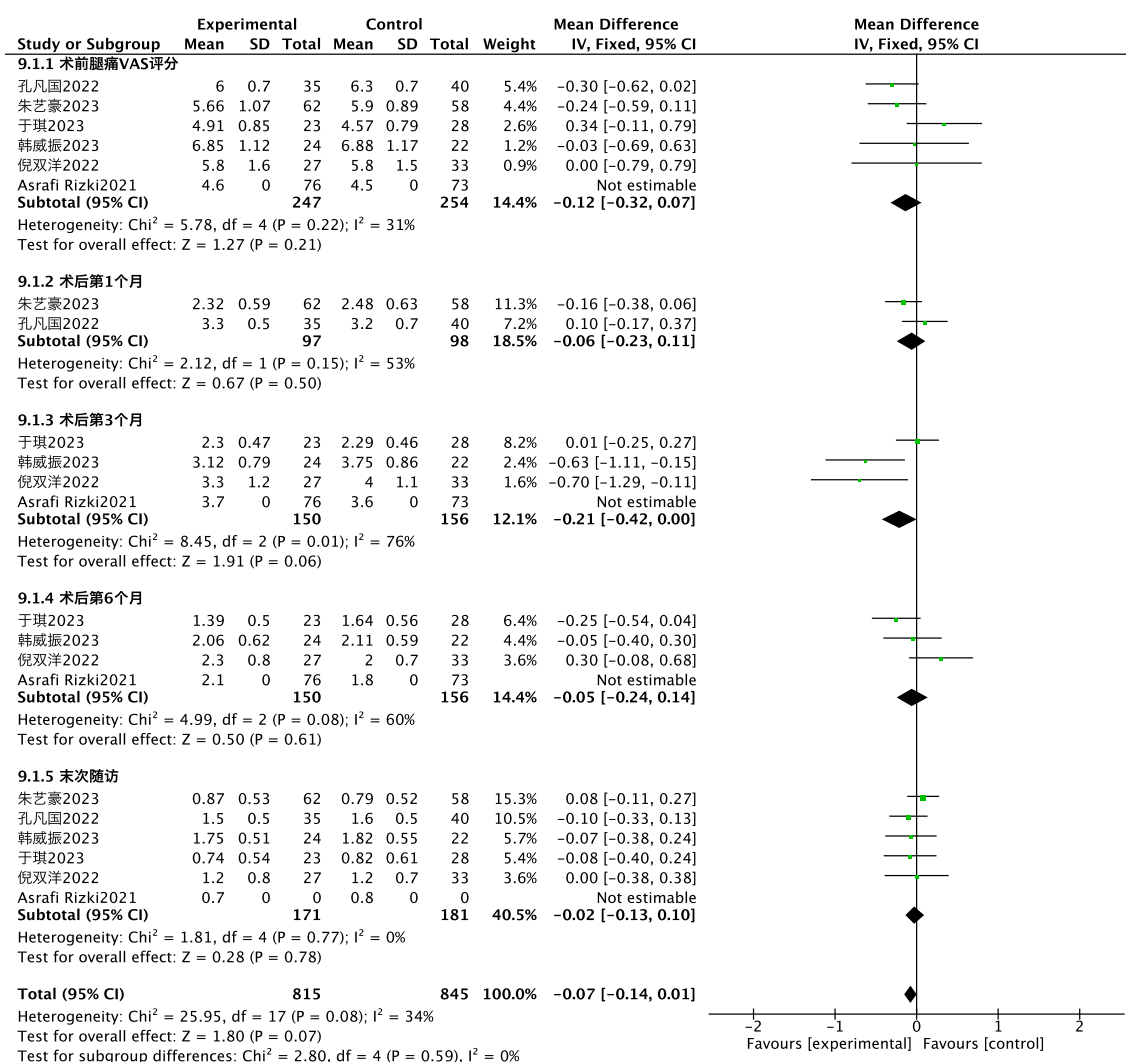 Experimental Control Mean Difference Mean Difference
Study or Subgroup Mean SD Total Mean SD Total Weight IV, Fixed, 95% CI IV, Fixed, 95% CI
9.1.1 术前腿痛VAS评分
孔凡国2022 6 0.7 35 6.3 0.7 40 5.4% −0.30 [−0.62, 0.02]
朱艺豪2023 5.66 1.07 62 5.9 0.89 58 4.4% −0.24 [−0.59, 0.11]
于琪2023 4.91 0.85 23 4.57 0.79 28 2.6% 0.34 [−0.11, 0.79]
韩威振2023 6.85 1.12 24 6.88 1.17 22 1.2% −0.03 [−0.69, 0.63]
倪双洋2022 5.8 1.6 27 5.8 1.5 33 0.9% 0.00 [−0.79, 0.79]
Asrafi Rizki2021 4.6 0 76 4.5 0 73 Not estimable
Subtotal (95% CI) 247 254 14.4% −0.12 [−0.32, 0.07]
Heterogeneity: Chi² = 5.78, df = 4 (P = 0.22); I² = 31%
Test for overall effect: Z = 1.27 (P = 0.21)
9.1.2 术后第1个月
朱艺豪2023 2.32 0.59 62 2.48 0.63 58 11.3% −0.16 [−0.38, 0.06]
孔凡国2022 3.3 0.5 35 3.2 0.7 40 7.2% 0.10 [−0.17, 0.37]
Subtotal (95% CI) 97 98 18.5% −0.06 [−0.23, 0.11]
Heterogeneity: Chi² = 2.12, df = 1 (P = 0.15); I² = 53%
Test for overall effect: Z = 0.67 (P = 0.50)
9.1.3 术后第3个月
于琪2023 2.3 0.47 23 2.29 0.46 28 8.2% 0.01 [−0.25, 0.27]
韩威振2023 3.12 0.79 24 3.75 0.86 22 2.4% −0.63 [−1.11, −0.15]
倪双洋2022 3.3 1.2 27 4 1.1 33 1.6% −0.70 [−1.29, −0.11]
Asrafi Rizki2021 3.7 0 76 3.6 0 73 Not estimable
Subtotal (95% CI) 150 156 12.1% −0.21 [−0.42, 0.00]
Heterogeneity: Chi² = 8.45, df = 2 (P = 0.01); I² = 76%
Test for overall effect: Z = 1.91 (P = 0.06)
9.1.4 术后第6个月
于琪2023 1.39 0.5 23 1.64 0.56 28 6.4% −0.25 [−0.54, 0.04]
韩威振2023 2.06 0.62 24 2.11 0.59 22 4.4% −0.05 [−0.40, 0.30]
倪双洋2022 2.3 0.8 27 2 0.7 33 3.6% 0.30 [−0.08, 0.68]
Asrafi Rizki2021 2.1 0 76 1.8 0 73 Not estimable
Subtotal (95% CI) 150 156 14.4% −0.05 [−0.24, 0.14]
Heterogeneity: Chi² = 4.99, df = 2 (P = 0.08); I² = 60%
Test for overall effect: Z = 0.50 (P = 0.61)
9.1.5 末次随访
朱艺豪2023 0.87 0.53 62 0.79 0.52 58 15.3% 0.08 [−0.11, 0.27]
孔凡国2022 1.5 0.5 35 1.6 0.5 40 10.5% −0.10 [−0.33, 0.13]
韩威振2023 1.75 0.51 24 1.82 0.55 22 5.7% −0.07 [−0.38, 0.24]
于琪2023 0.74 0.54 23 0.82 0.61 28 5.4% −0.08 [−0.40, 0.24]
倪双洋2022 1.2 0.8 27 1.2 0.7 33 3.6% 0.00 [−0.38, 0.38]
Asrafi Rizki2021 0.7 0 0 0.8 0 0 Not estimable
Subtotal (95% CI) 171 181 40.5% −0.02 [−0.13, 0.10]
Heterogeneity: Chi² = 1.81, df = 4 (P = 0.77); I² = 0%
Test for overall effect: Z = 0.28 (P = 0.78)
Total (95% CI) 815 845 100.0% −0.07 [−0.14, 0.01]
Heterogeneity: Chi² = 25.95, df = 17 (P = 0.08); I² = 34%
Test for overall effect: Z = 1.80 (P = 0.07)
Test for subgroup differences: Chi² = 2.80, df = 4 (P = 0.59), I² = 0%
−2 −1 0 1 2
Favours [experimental] Favours [control]